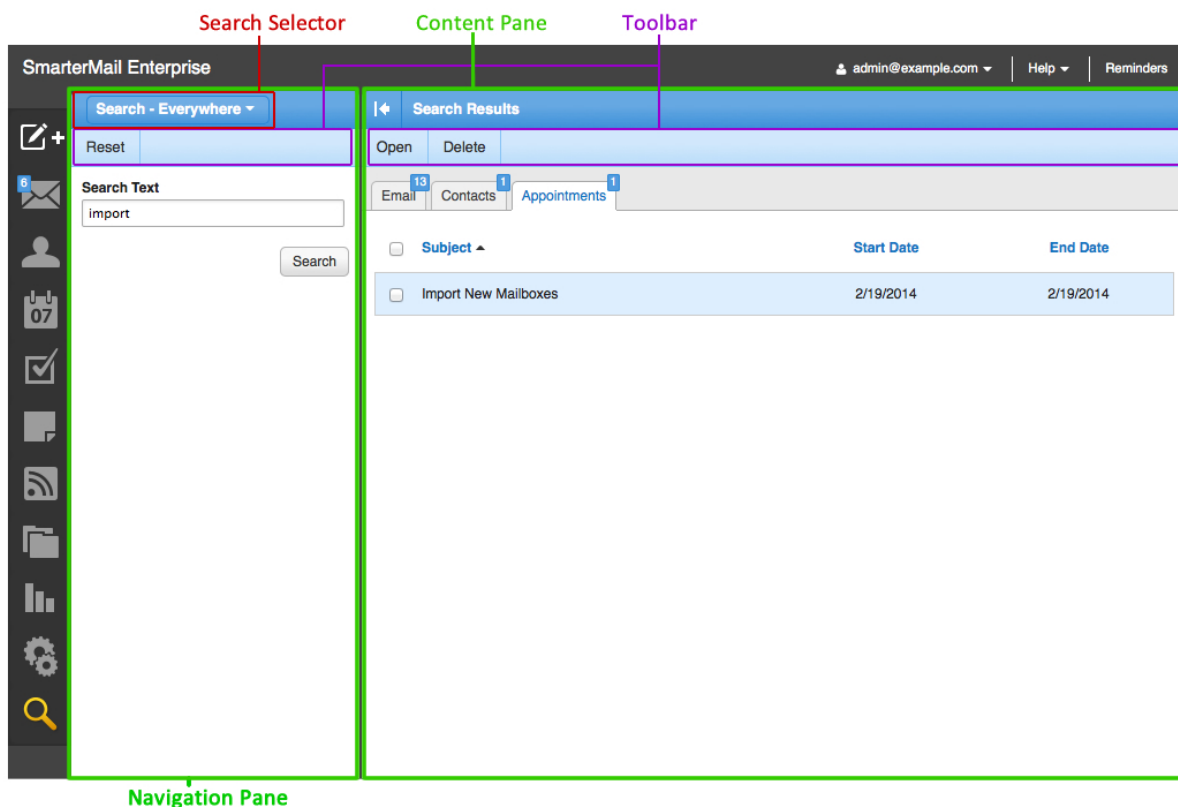 Search Selector Content Pane Toolbar
SmarterMail Enterprise admin@example.com Help Reminders
Search - Everywhere Search Results
Reset Open Delete
6
Search Text
Email 13 Contacts 1 Appointments 1
import
Subject Start Date End Date
Search
Import New Mailboxes 2/19/2014 2/19/2014
07
Navigation Pane